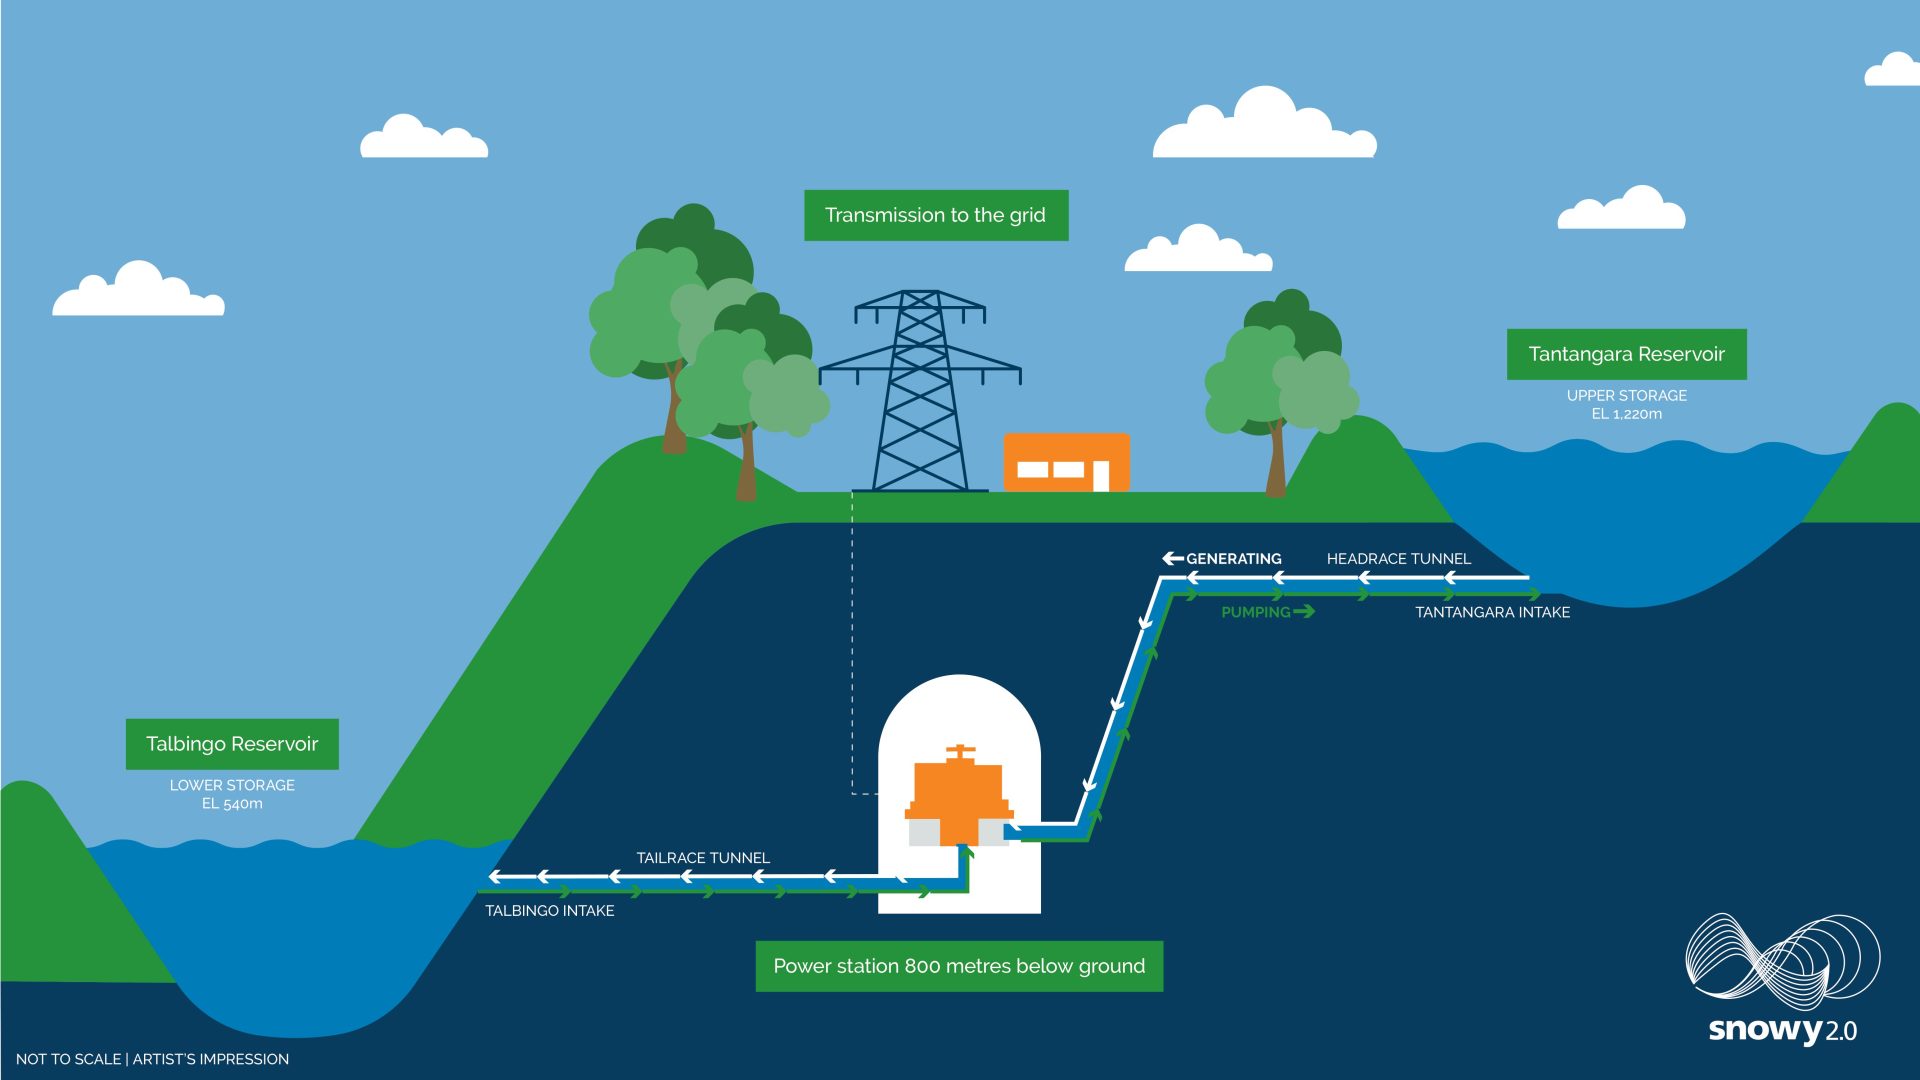 Transmission to the grid
Tantangara Reservoir
UPPER STORAGE
EL 1,220m
GENERATING
HEADRACE TUNNEL
PUMPING
TANTANGARA INTAKE
Talbingo Reservoir
LOWER STORAGE
EL 540m
TAILRACE TUNNEL
TALBINGO INTAKE
Power station 800 metres below ground
snowy2.0
NOT TO SCALE | ARTIST'S IMPRESSION